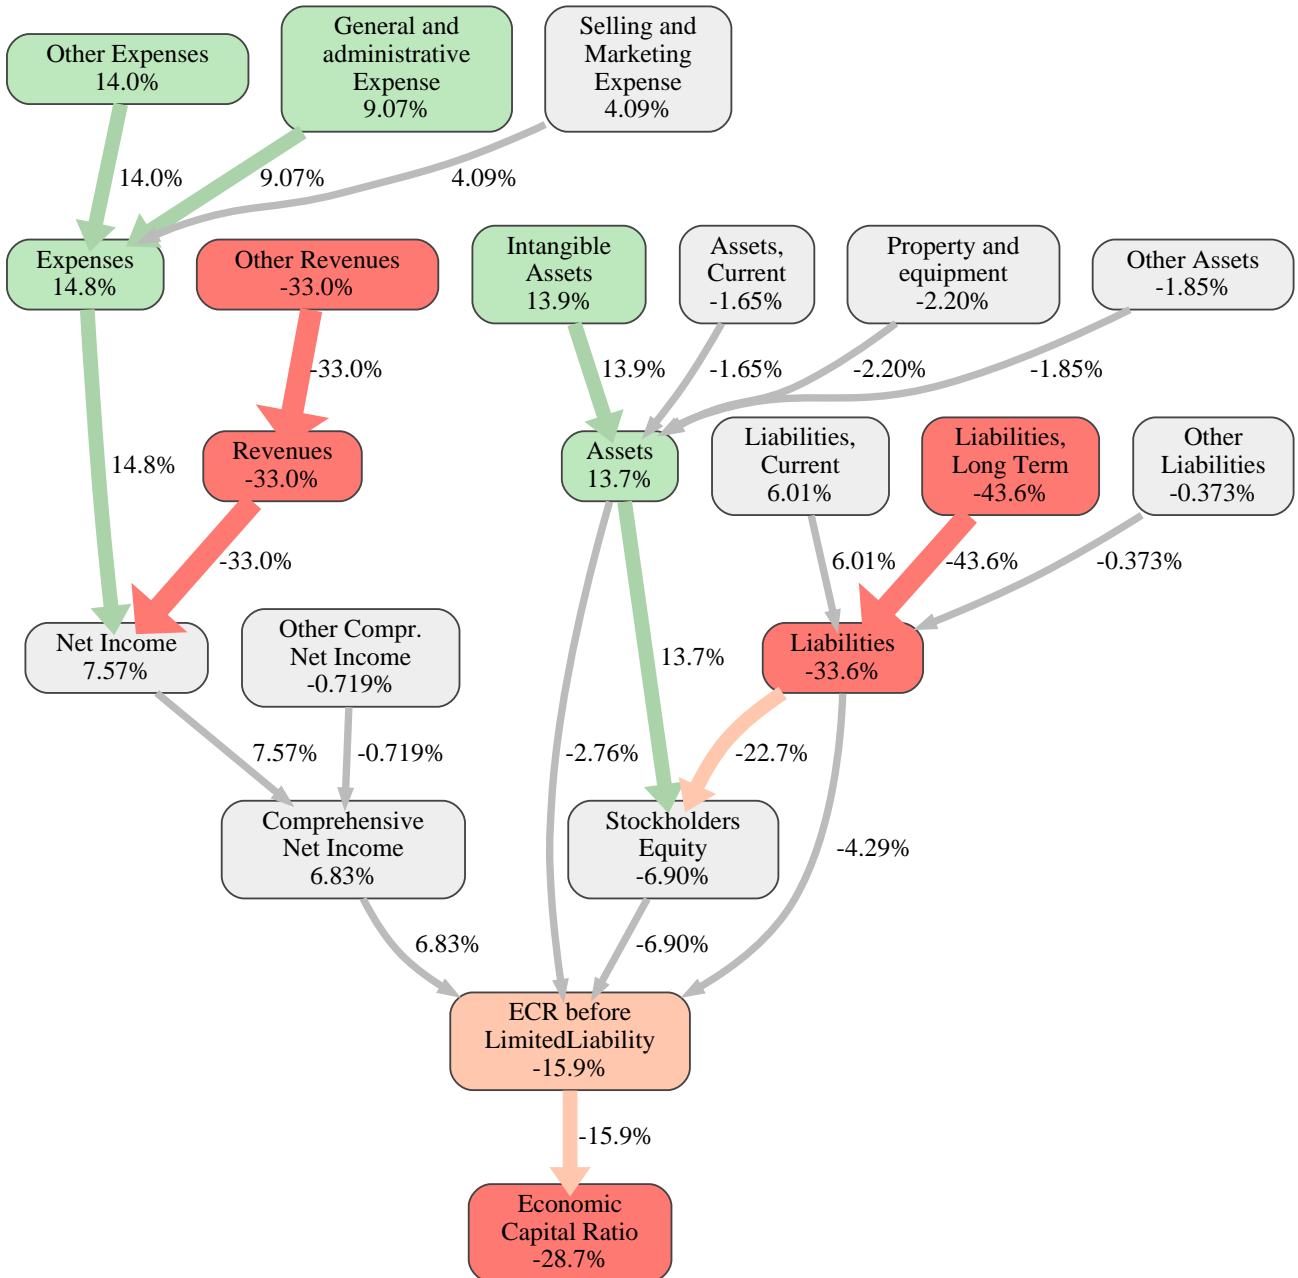 Other Expenses
14.0%
General and
administrative
Expense
9.07%
Selling and
Marketing
Expense
4.09%
14.0%
9.07%
4.09%
Expenses
14.8%
Other Revenues
-33.0%
Intangible
Assets
13.9%
Assets,
Current
-1.65%
Property and
equipment
-2.20%
Other Assets
-1.85%
-33.0%
13.9%
-1.65%
-2.20%
-1.85%
14.8%
Revenues
-33.0%
Assets
13.7%
Liabilities,
Current
6.01%
Liabilities,
Long Term
-43.6%
Other
Liabilities
-0.373%
-33.0%
6.01%
-43.6%
-0.373%
Net Income
7.57%
Other Compr.
Net Income
-0.719%
13.7%
Liabilities
-33.6%
7.57%
-0.719%
-2.76%
-22.7%
Comprehensive
Net Income
6.83%
Stockholders
Equity
-6.90%
-4.29%
6.83%
-6.90%
ECR before
LimitedLiability
-15.9%
-15.9%
Economic
Capital Ratio
-28.7%